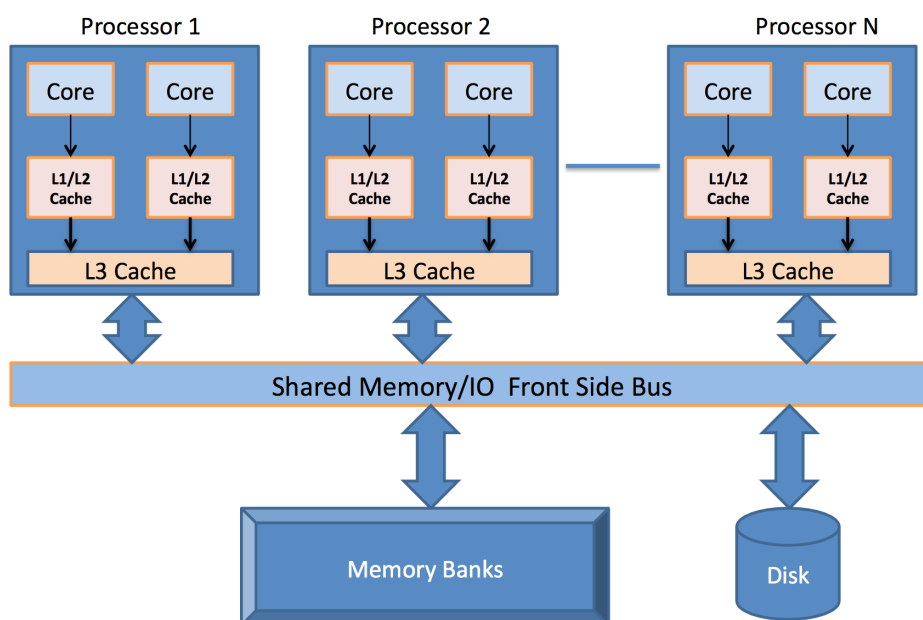 Processor 1
Processor 2
Processor N
Core
Core
Core
Core
Core
Core
L1/L2
Cache
L1/L2
Cache
L1/L2
Cache
L1/L2
Cache
L1/L2
Cache
L1/L2
Cache
L3 Cache
L3 Cache
L3 Cache
Shared Memory/IO  Front Side Bus
Memory Banks
Disk